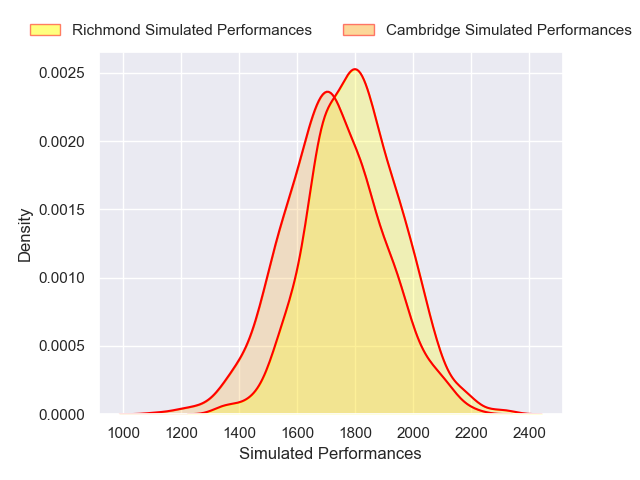 Richmond Simulated Performances Cambridge Simulated Performances
0.0025
0.0020
0.0015
0.0010
0.0005
0.0000
Density
1000 1200 1400 1600 1800 2000 2200 2400
Simulated Performances